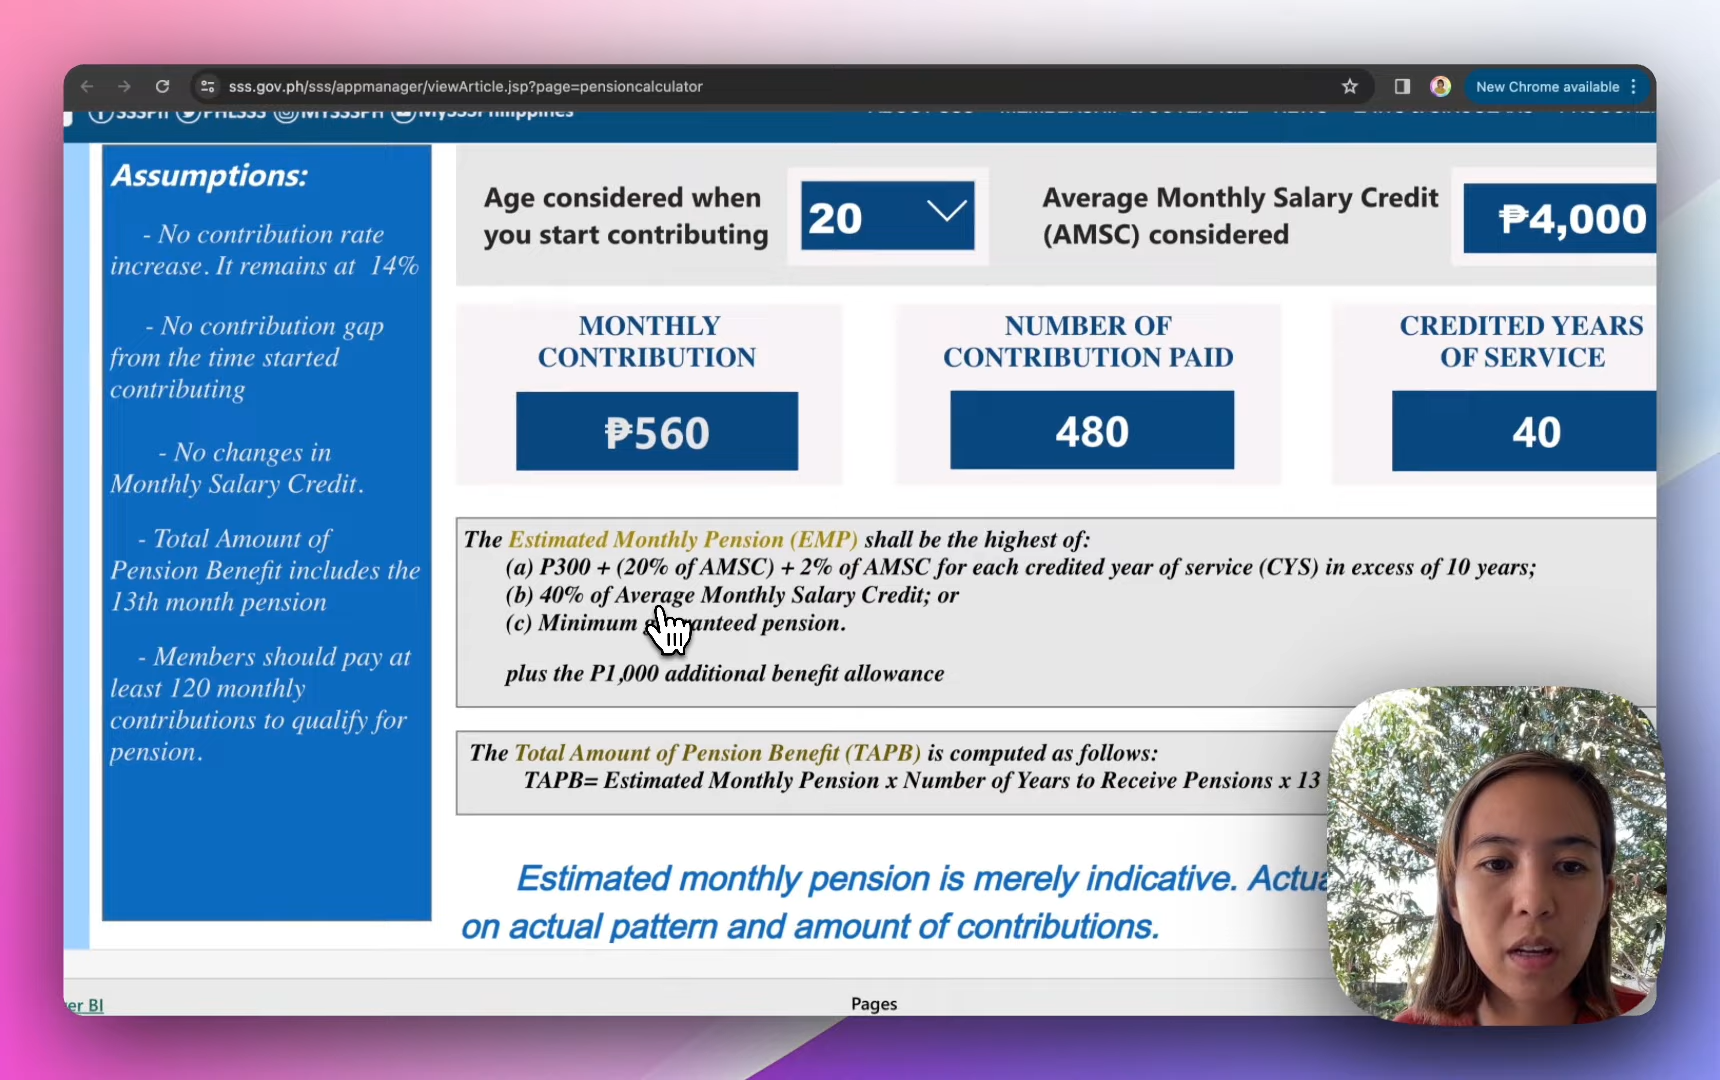 sss.gov.ph/sss/appmanager/viewArticle.jsp?page=pensioncalculator
New Chrome available
Assumptions:
- No contribution rate
increase. It remains at 14%
- No contribution gap
from the time started
contributing
- No changes in
Monthly Salary Credit.
- Total Amount of
Pension Benefit includes the
13th month pension
- Members should pay at
least 120 monthly
contributions to qualify for
pension.
Age considered when
you start contributing
20
Average Monthly Salary Credit
(AMSC) considered
₱4,000
MONTHLY
CONTRIBUTION
₱560
NUMBER OF
CONTRIBUTION PAID
480
CREDITED YEARS
OF SERVICE
40
The Estimated Monthly Pension (EMP) shall be the highest of:
(a) P300 + (20% of AMSC) + 2% of AMSC for each credited year of service (CYS) in excess of 10 years;
(b) 40% of Average Monthly Salary Credit; or
(c) Minimum guaranteed pension.
plus the P1,000 additional benefit allowance
The Total Amount of Pension Benefit (TAPB) is computed as follows:
TAPB= Estimated Monthly Pension x Number of Years to Receive Pensions x 13
Estimated monthly pension is merely indicative.
on actual pattern and amount of contributions.
BI
Pages